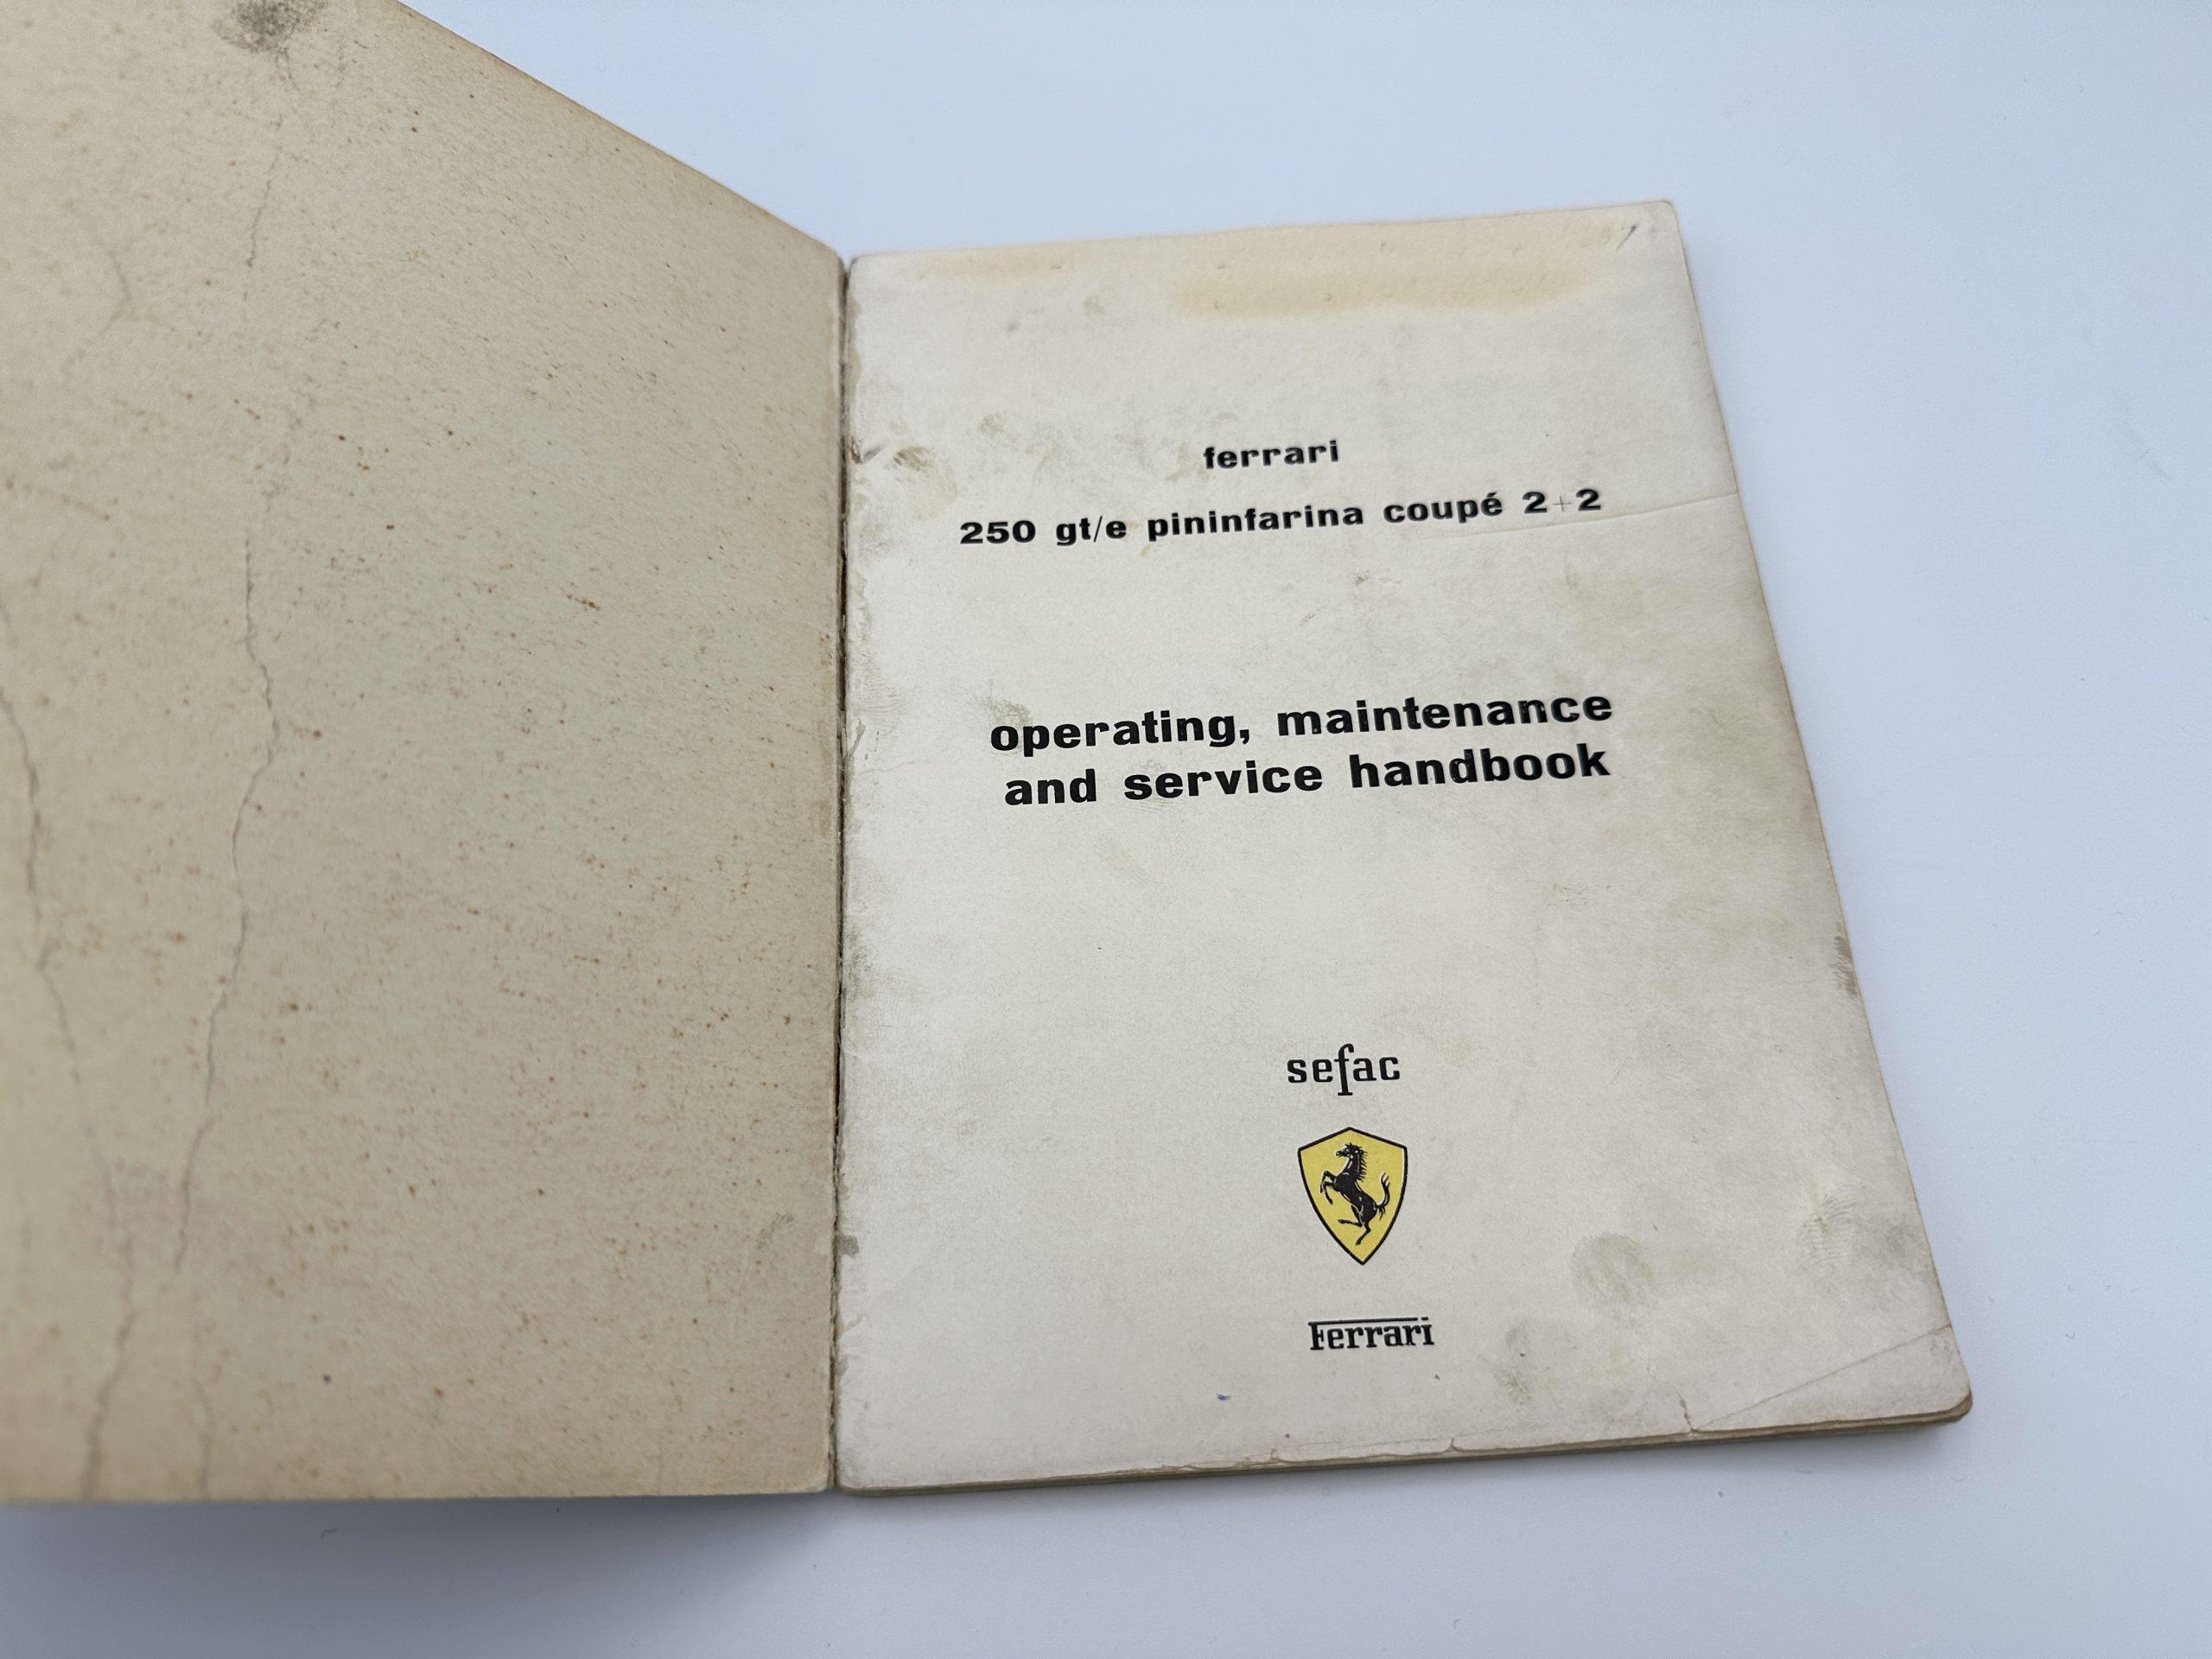 ferrari
250 gt/e pininfarina coupé 2+2
operating, maintenance
and service handbook
sefac
Ferrari